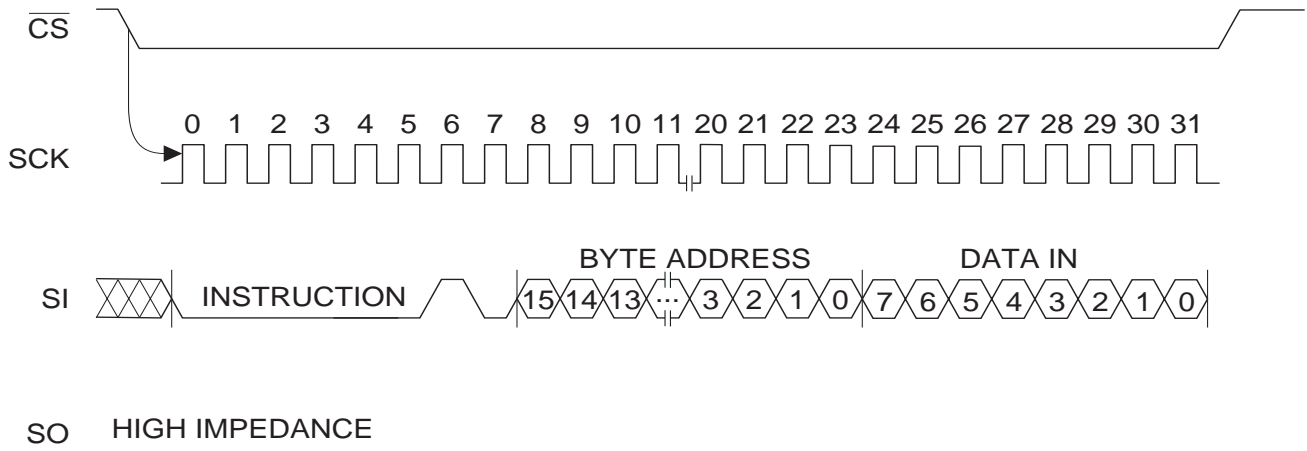 CS
0 1 2 3 4 5 6 7 8 9 10 11 20 21 22 23 24 25 26 27 28 29 30 31
SCK
BYTE ADDRESS DATA IN
SI INSTRUCTION 15 14 13 ... 3 2 1 0 7 6 5 4 3 2 1 0
SO HIGH IMPEDANCE